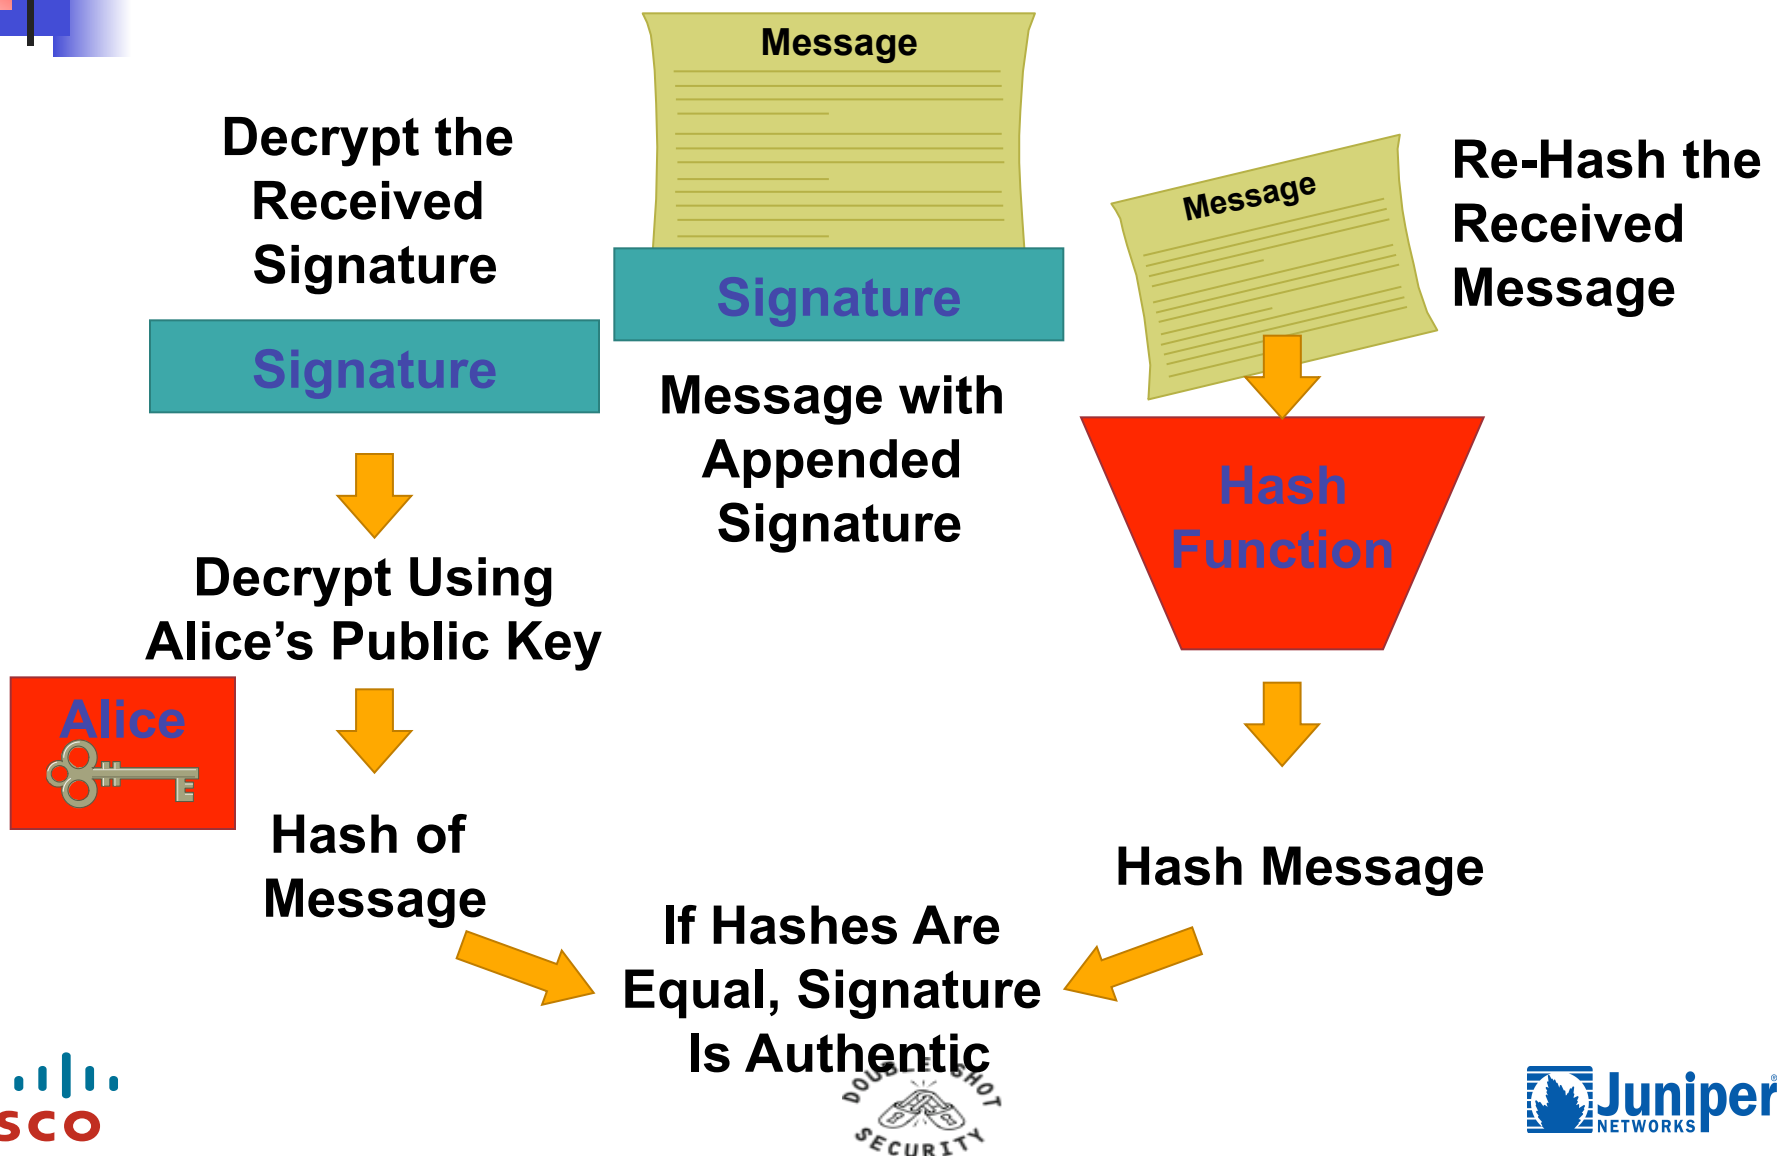 Message
Decrypt the
Received
Signature
Signature
Message
Re-Hash the
Received
Message
Signature
Message with
Appended
Signature
Hash
Function
Decrypt Using
Alice’s Public Key
Alice
Hash of
Message
Hash Message
If Hashes Are
Equal, Signature
Is Authentic
DOUBLE SHOT
SECURITY
sco
Juniper®
NETWORKS